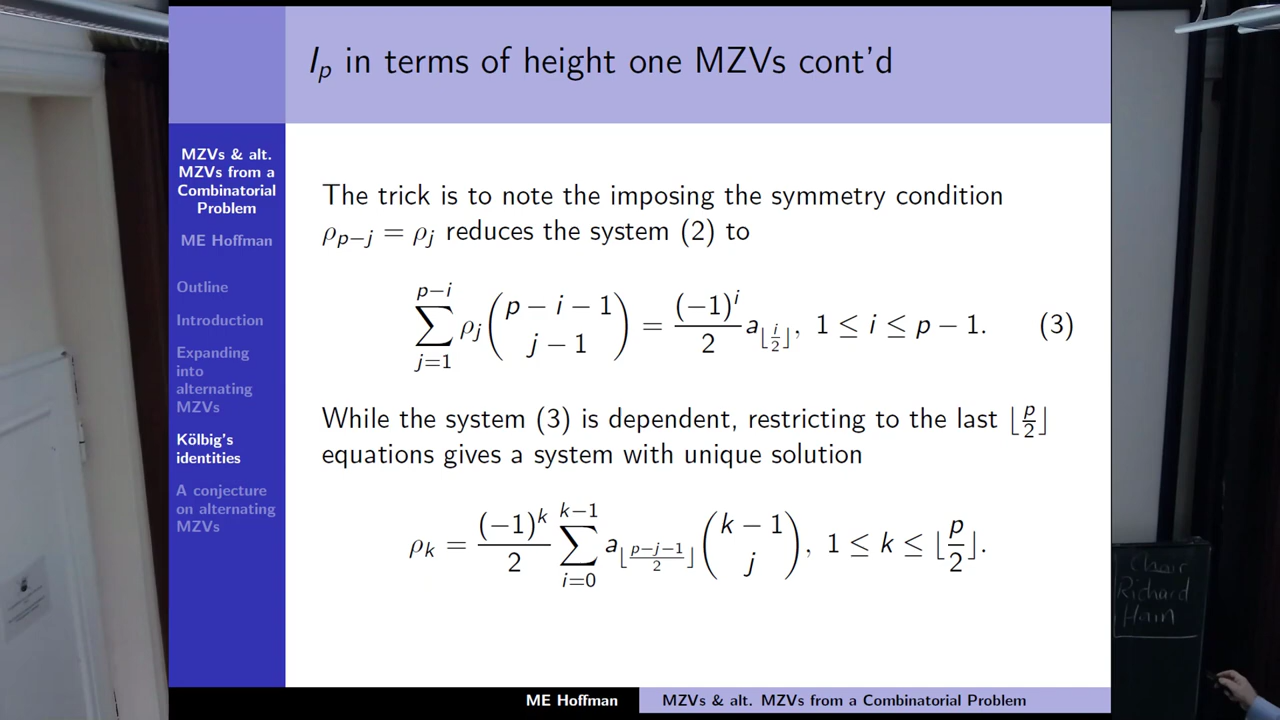 I_p in terms of height one MZVs cont'd
MZVs & alt.
MZVs from a
Combinatorial
Problem
ME Hoffman
Outline
Introduction
Expanding
into
alternating
MZVs
Kölbig's
identities
A conjecture
on alternating
MZVs
The trick is to note the imposing the symmetry condition
ρ_{p−j} = ρ_j reduces the system (2) to
\sum_{j=1}^{p−i} ρ_j \binom{p − i − 1}{j − 1} = \frac{(−1)^i}{2} a_{⌊\frac{i}{2}⌋}, 1 ≤ i ≤ p − 1. (3)
While the system (3) is dependent, restricting to the last ⌊\frac{p}{2}⌋
equations gives a system with unique solution
ρ_k = \frac{(−1)^k}{2} \sum_{i=0}^{k−1} a_{⌊\frac{p−j−1}{2}⌋} \binom{k − 1}{j}, 1 ≤ k ≤ ⌊\frac{p}{2}⌋.
ME Hoffman
MZVs & alt. MZVs from a Combinatorial Problem
Chair
Richard
Hain